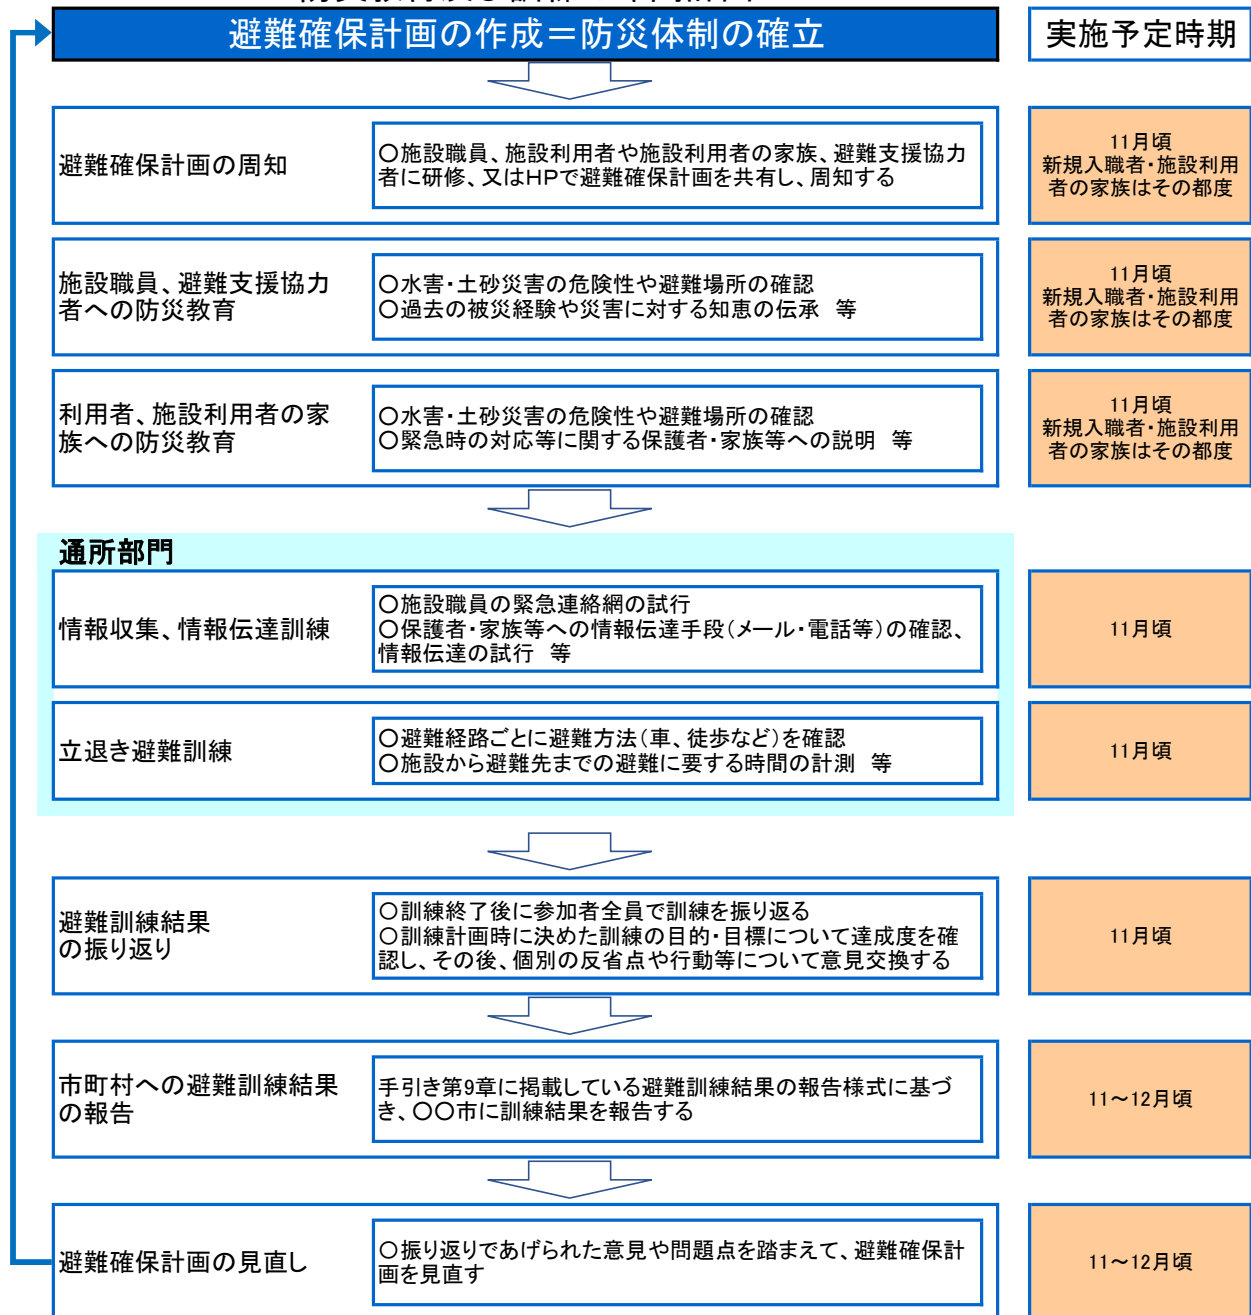 避難確保計画の作成＝防災体制の確立
実施予定時期
避難確保計画の周知
○施設職員、施設利用者や施設利用者の家族、避難支援協力
者に研修、又はHPで避難確保計画を共有し、周知する
11月頃
新規入職者・施設利用
者の家族はその都度
施設職員、避難支援協力
者への防災教育
○水害・土砂災害の危険性や避難場所の確認
○過去の被災経験や災害に対する知恵の伝承　等
11月頃
新規入職者・施設利用
者の家族はその都度
利用者、施設利用者の家
族への防災教育
○水害・土砂災害の危険性や避難場所の確認
○緊急時の対応等に関する保護者・家族等への説明　等
11月頃
新規入職者・施設利用
者の家族はその都度
通所部門
情報収集、情報伝達訓練
○施設職員の緊急連絡網の試行
○保護者・家族等への情報伝達手段（メール・電話等）の確認、
情報伝達の試行　等
11月頃
立退き避難訓練
○避難経路ごとに避難方法（車、徒歩など）を確認
○施設から避難先までの避難に要する時間の計測　等
11月頃
避難訓練結果
の振り返り
○訓練終了後に参加者全員で訓練を振り返る
○訓練計画時に決めた訓練の目的・目標について達成度を確
認し、その後、個別の反省点や行動等について意見交換する
11月頃
市町村への避難訓練結果
の報告
手引き第9章に掲載している避難訓練結果の報告様式に基づ
き、○○市に訓練結果を報告する
11～12月頃
避難確保計画の見直し
○振り返りであげられた意見や問題点を踏まえて、避難確保計
画を見直す
11～12月頃